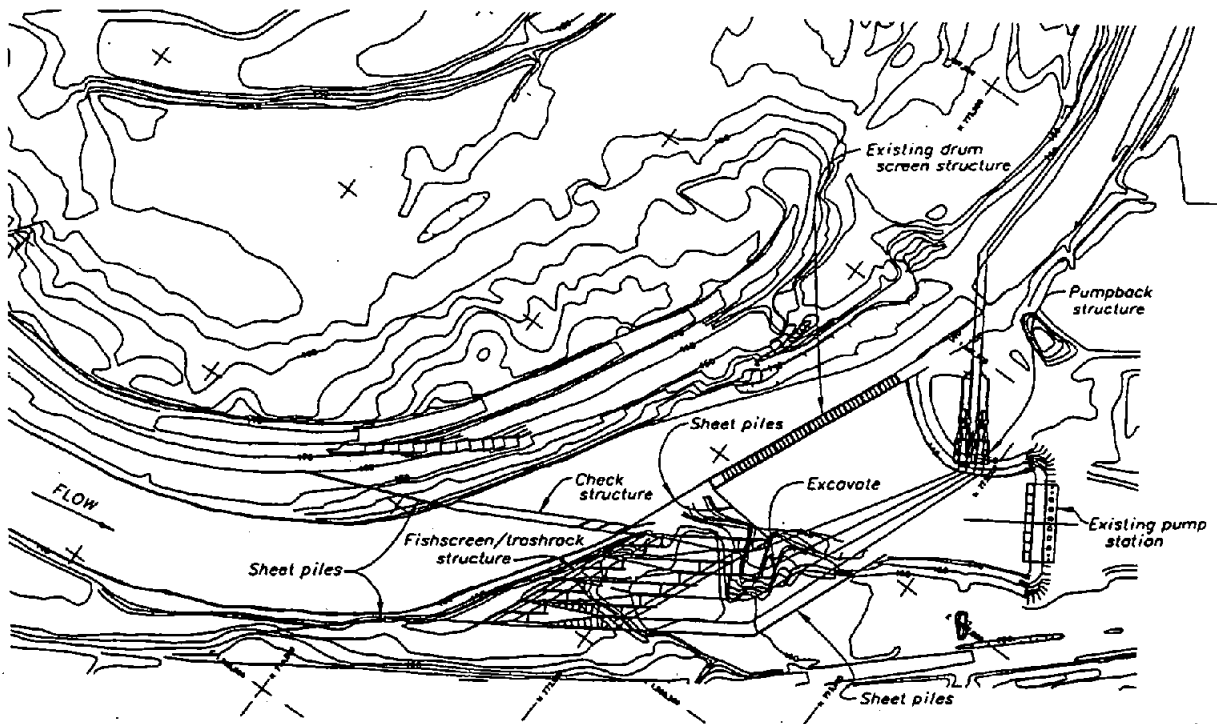 Existing drum
screen structure
Pumpback
structure
Sheet piles
Check
structure
Excavate
FLOW
Fishscreen/trashrack
structure
Existing pump
station
Sheet piles
Sheet piles